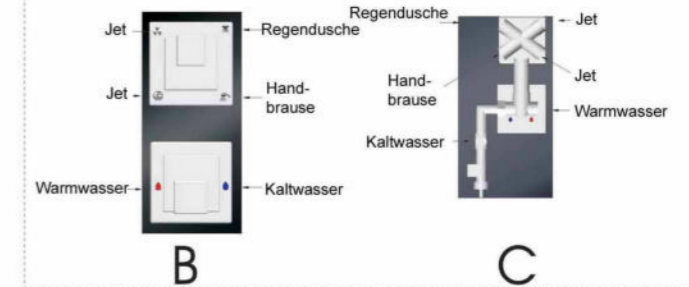 Jet
Regendusche
Jet
Hand-
brause
Warmwasser
Kaltwasser
B
Regendusche
Jet
Hand-
brause
Jet
Warmwasser
Kaltwasser
C